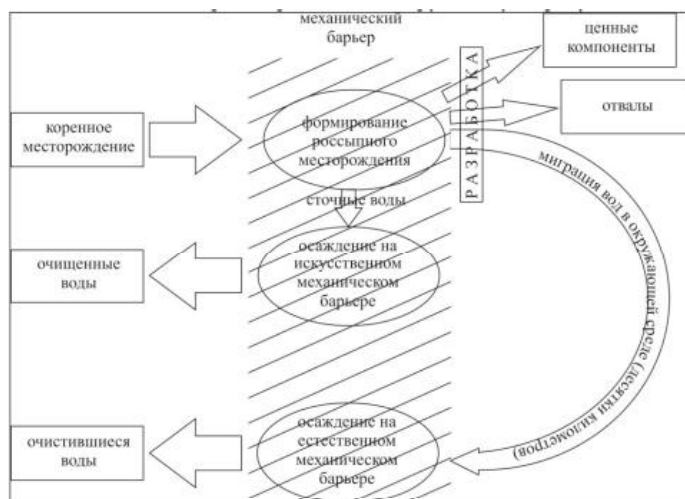 механический
барьер
ценные
компоненты
РАЗРАБОТКА
отвалы
коренное
месторождение
формирование
россыпного
месторождения
миграция вод в окружающей среде (десятки километров)
сточные воды
очищенные
воды
осаждение на
искусственном
механическом
барьере
очистившиеся
воды
осаждение на
естественном
механическом
барьере